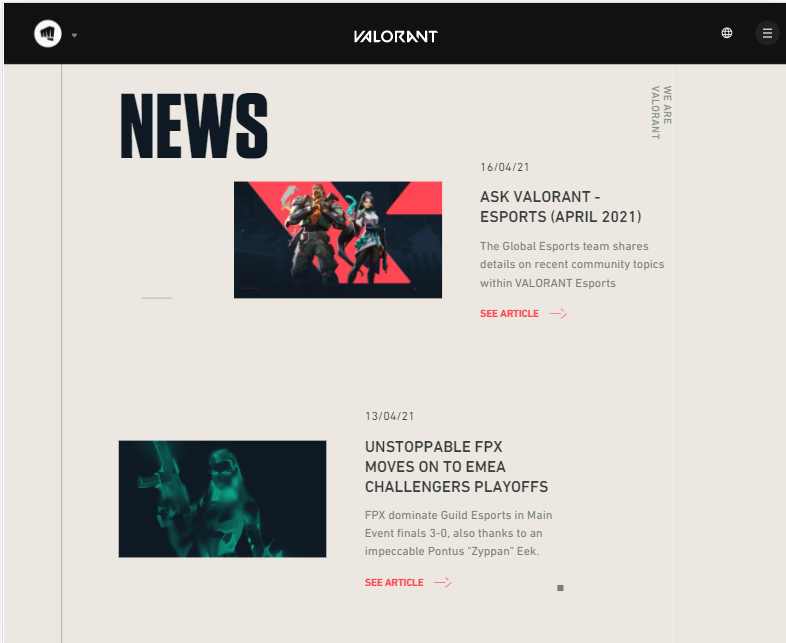 VALORANT
NEWS
WE ARE
VALORANT
16/04/21
ASK VALORANT -
ESPORTS (APRIL 2021)
The Global Esports team shares
details on recent community topics
within VALORANT Esports
SEE ARTICLE
13/04/21
UNSTOPPABLE FPX
MOVES ON TO EMEA
CHALLENGERS PLAYOFFS
FPX dominate Guild Esports in Main
Event finals 3-0, also thanks to an
impeccable Pontus "Zyppan" Eek.
SEE ARTICLE